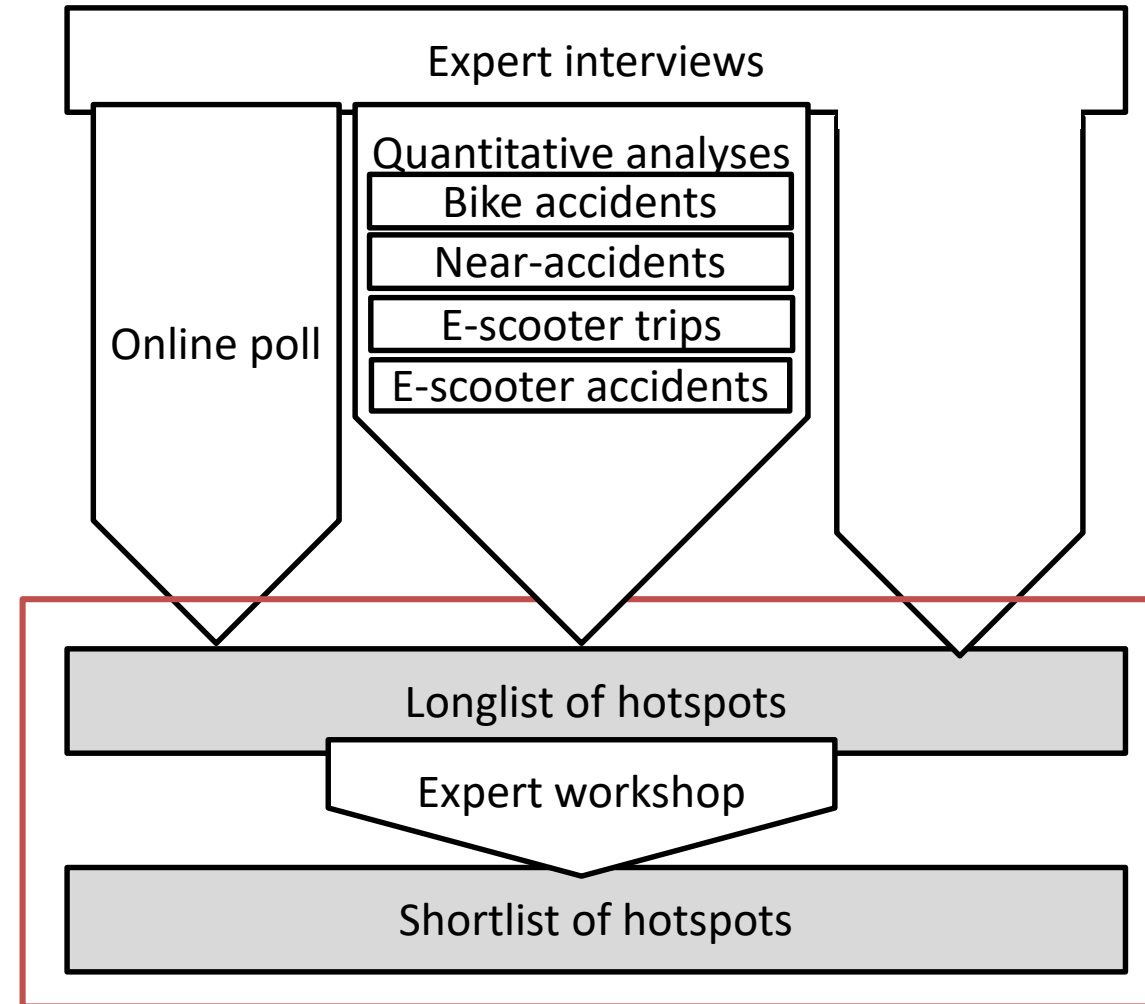 Expert interviews
Quantitative analyses
Bike accidents
Near-accidents
E-scooter trips
E-scooter accidents
Online poll
Longlist of hotspots
Expert workshop
Shortlist of hotspots